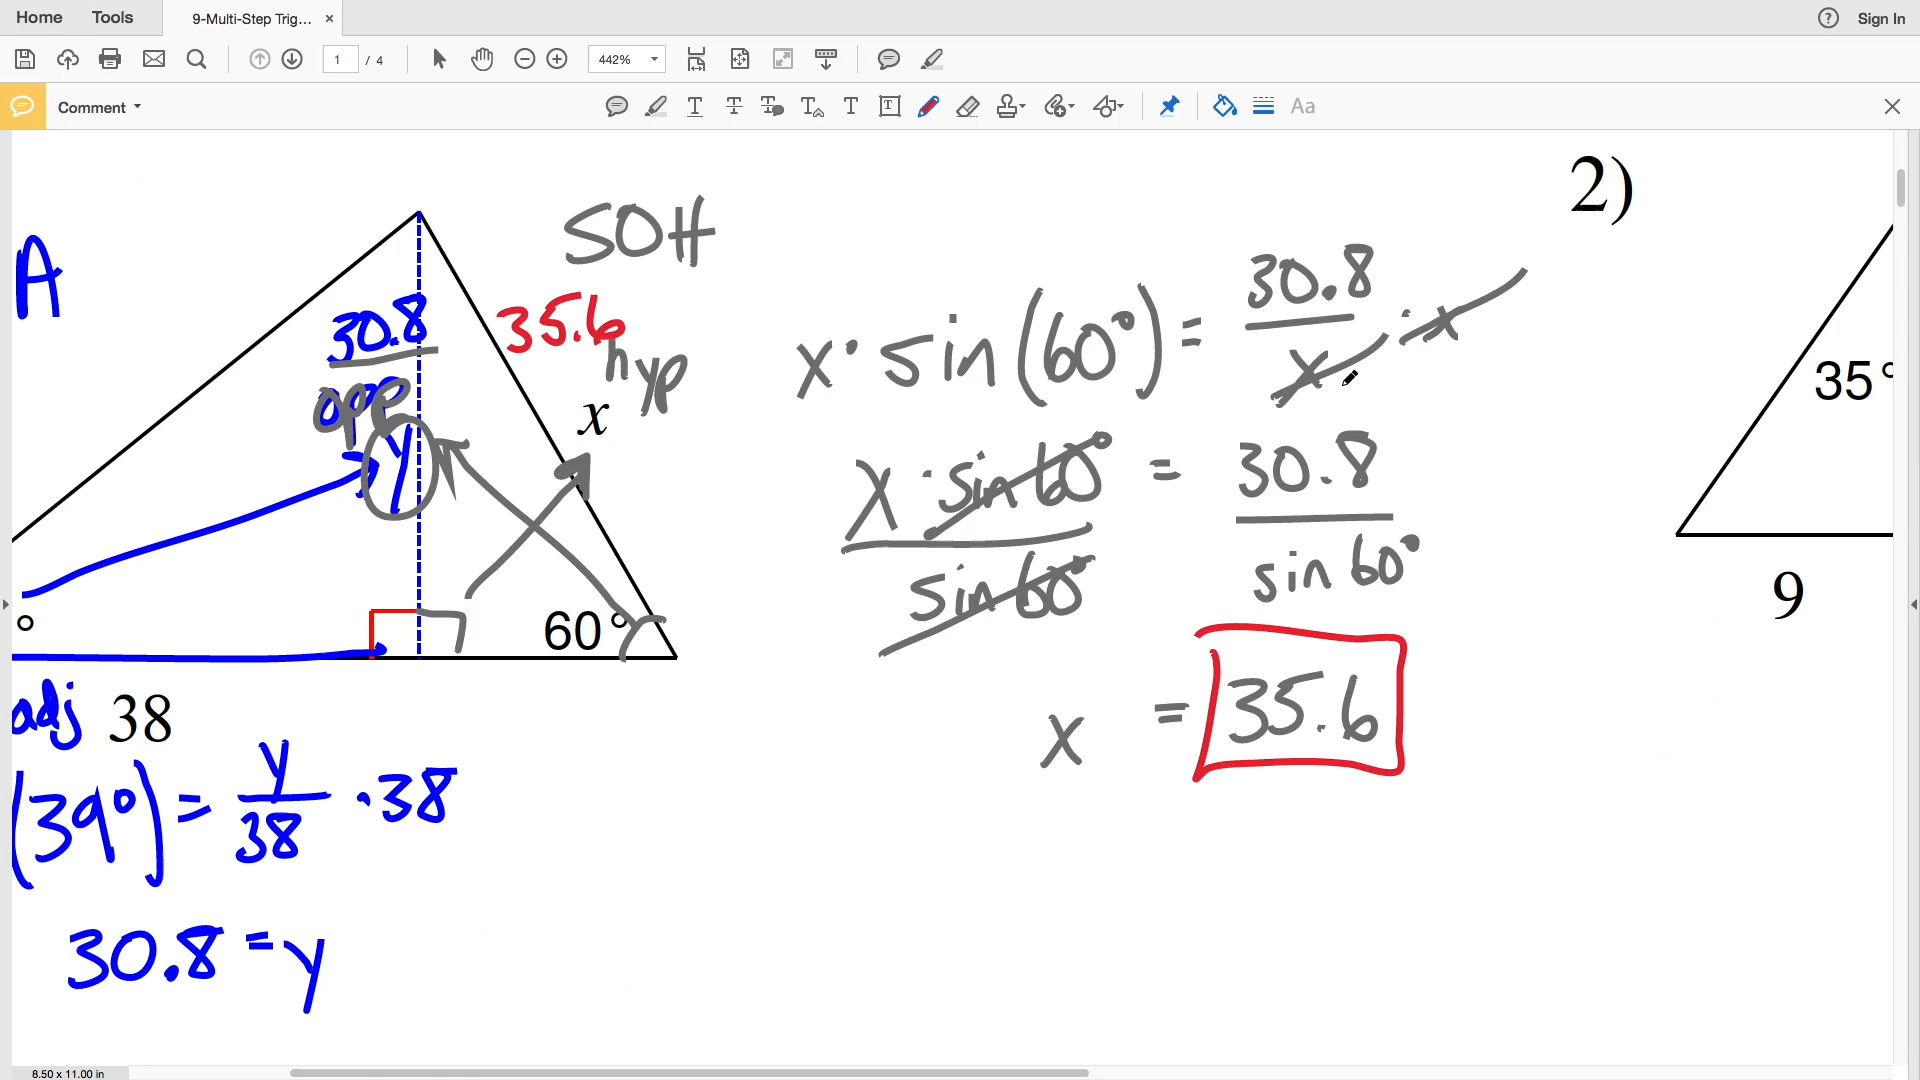 Home Tools 9-Multi-Step Trig... × ? Sign In
1 / 4 442%
Comment Aa
2)
SOH
A
30.8
35.6
x · sin(60°) = 30.8/x · x
hyp
35°
opp
x
y
x · sin 60° = 30.8
sin 60° sin 60°
9
° 60°
x = 35.6
adj 38
(39°) = y/38 · 38
30.8 = y
8.50 x 11.00 in